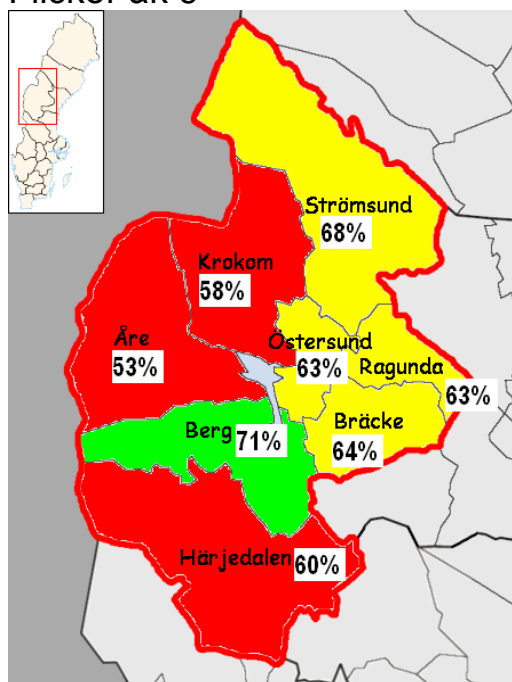 Strömsund
68%
Krokom
58%
Åre
53%
Östersund
63%
Ragunda
63%
Bräcke
64%
Berg
71%
Härjedalen
60%